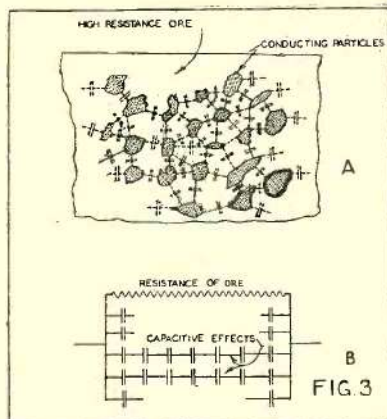 HIGH RESISTANCE ORE
CONDUCTING PARTICLES
A
RESISTANCE OF ORE
CAPACITIVE EFFECTS
B
FIG.3